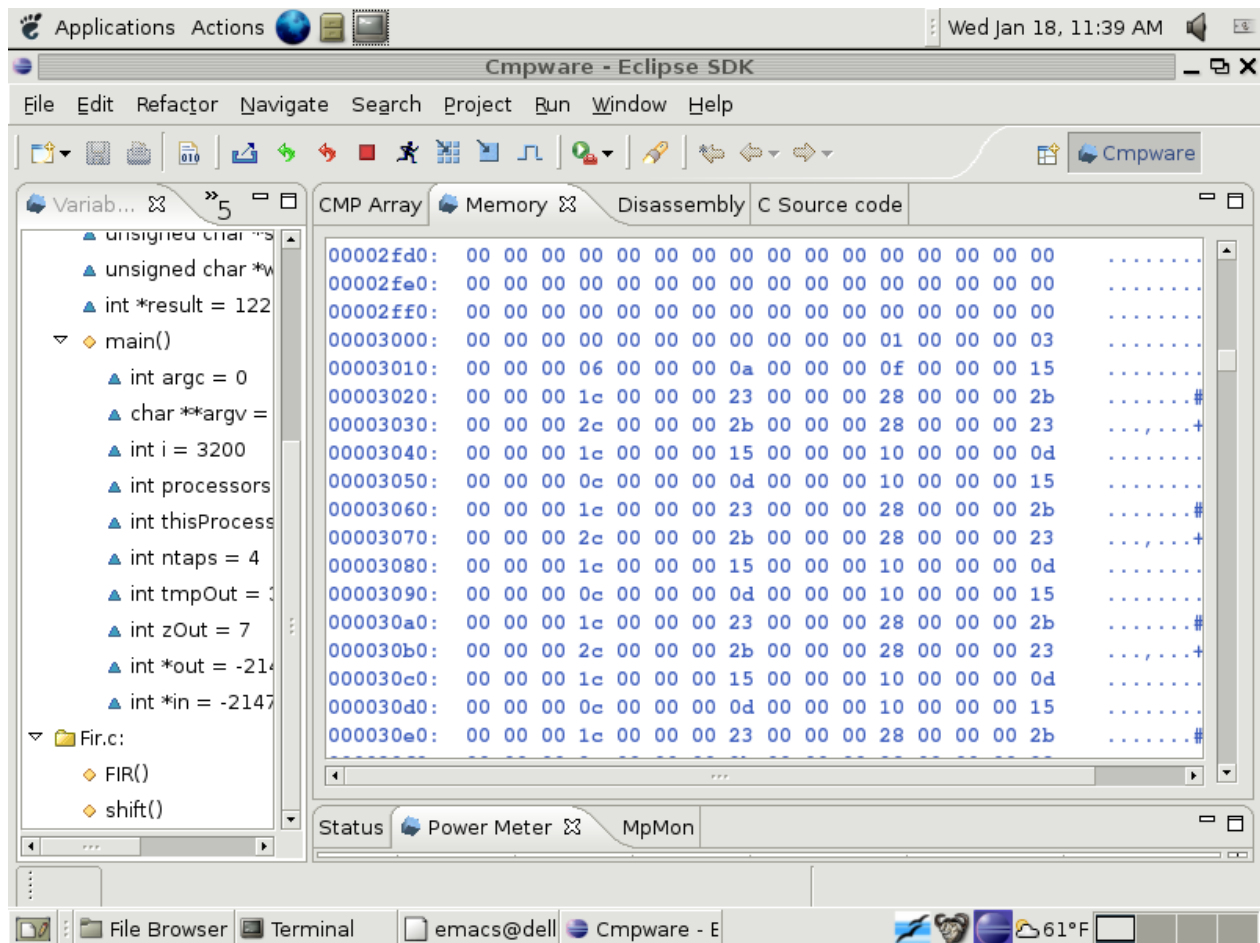 Applications Actions Wed Jan 18, 11:39 AM
Cmpware - Eclipse SDK
File Edit Refactor Navigate Search Project Run Window Help
010 Cmpware
Variab... »5
CMP Array Memory Disassembly C Source code
unsigned char *s
unsigned char *w
int *result = 122
main()
int argc = 0
char **argv =
int i = 3200
int processors
int thisProcess
int ntaps = 4
int tmpOut =
int zOut = 7
int *out = -214
int *in = -2147
Fir.c:
FIR()
shift()
00002fd0: 00 00 00 00 00 00 00 00 00 00 00 00 00 00 00 00 ........
00002fe0: 00 00 00 00 00 00 00 00 00 00 00 00 00 00 00 00 ........
00002ff0: 00 00 00 00 00 00 00 00 00 00 00 00 00 00 00 00 ........
00003000: 00 00 00 00 00 00 00 00 00 00 00 01 00 00 00 03 ........
00003010: 00 00 00 06 00 00 00 0a 00 00 00 0f 00 00 00 15 ........
00003020: 00 00 00 1c 00 00 00 23 00 00 00 28 00 00 00 2b .......#
00003030: 00 00 00 2c 00 00 00 2b 00 00 00 28 00 00 00 23 ...,...+
00003040: 00 00 00 1c 00 00 00 15 00 00 00 10 00 00 00 0d ........
00003050: 00 00 00 0c 00 00 00 0d 00 00 00 10 00 00 00 15 ........
00003060: 00 00 00 1c 00 00 00 23 00 00 00 28 00 00 00 2b .......#
00003070: 00 00 00 2c 00 00 00 2b 00 00 00 28 00 00 00 23 ...,...+
00003080: 00 00 00 1c 00 00 00 15 00 00 00 10 00 00 00 0d ........
00003090: 00 00 00 0c 00 00 00 0d 00 00 00 10 00 00 00 15 ........
000030a0: 00 00 00 1c 00 00 00 23 00 00 00 28 00 00 00 2b .......#
000030b0: 00 00 00 2c 00 00 00 2b 00 00 00 28 00 00 00 23 ...,...+
000030c0: 00 00 00 1c 00 00 00 15 00 00 00 10 00 00 00 0d ........
000030d0: 00 00 00 0c 00 00 00 0d 00 00 00 10 00 00 00 15 ........
000030e0: 00 00 00 1c 00 00 00 23 00 00 00 28 00 00 00 2b .......#
Status Power Meter MpMon
File Browser Terminal emacs@dell Cmpware - E 61°F